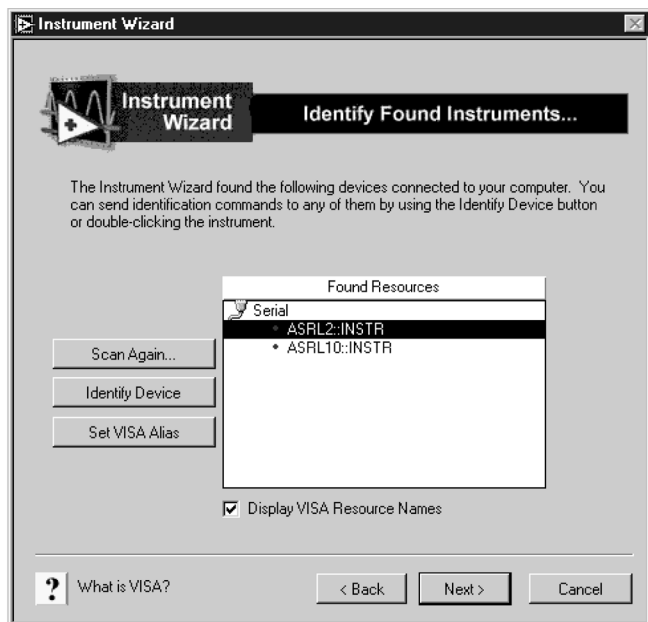 Instrument Wizard
Instrument
Wizard
Identify Found Instruments...
The Instrument Wizard found the following devices connected to your computer. You
can send identification commands to any of them by using the Identify Device button
or double-clicking the instrument.
Found Resources
Serial
ASRL2::INSTR
ASRL10::INSTR
Scan Again...
Identify Device
Set VISA Alias
Display VISA Resource Names
? What is VISA?
< Back
Next >
Cancel